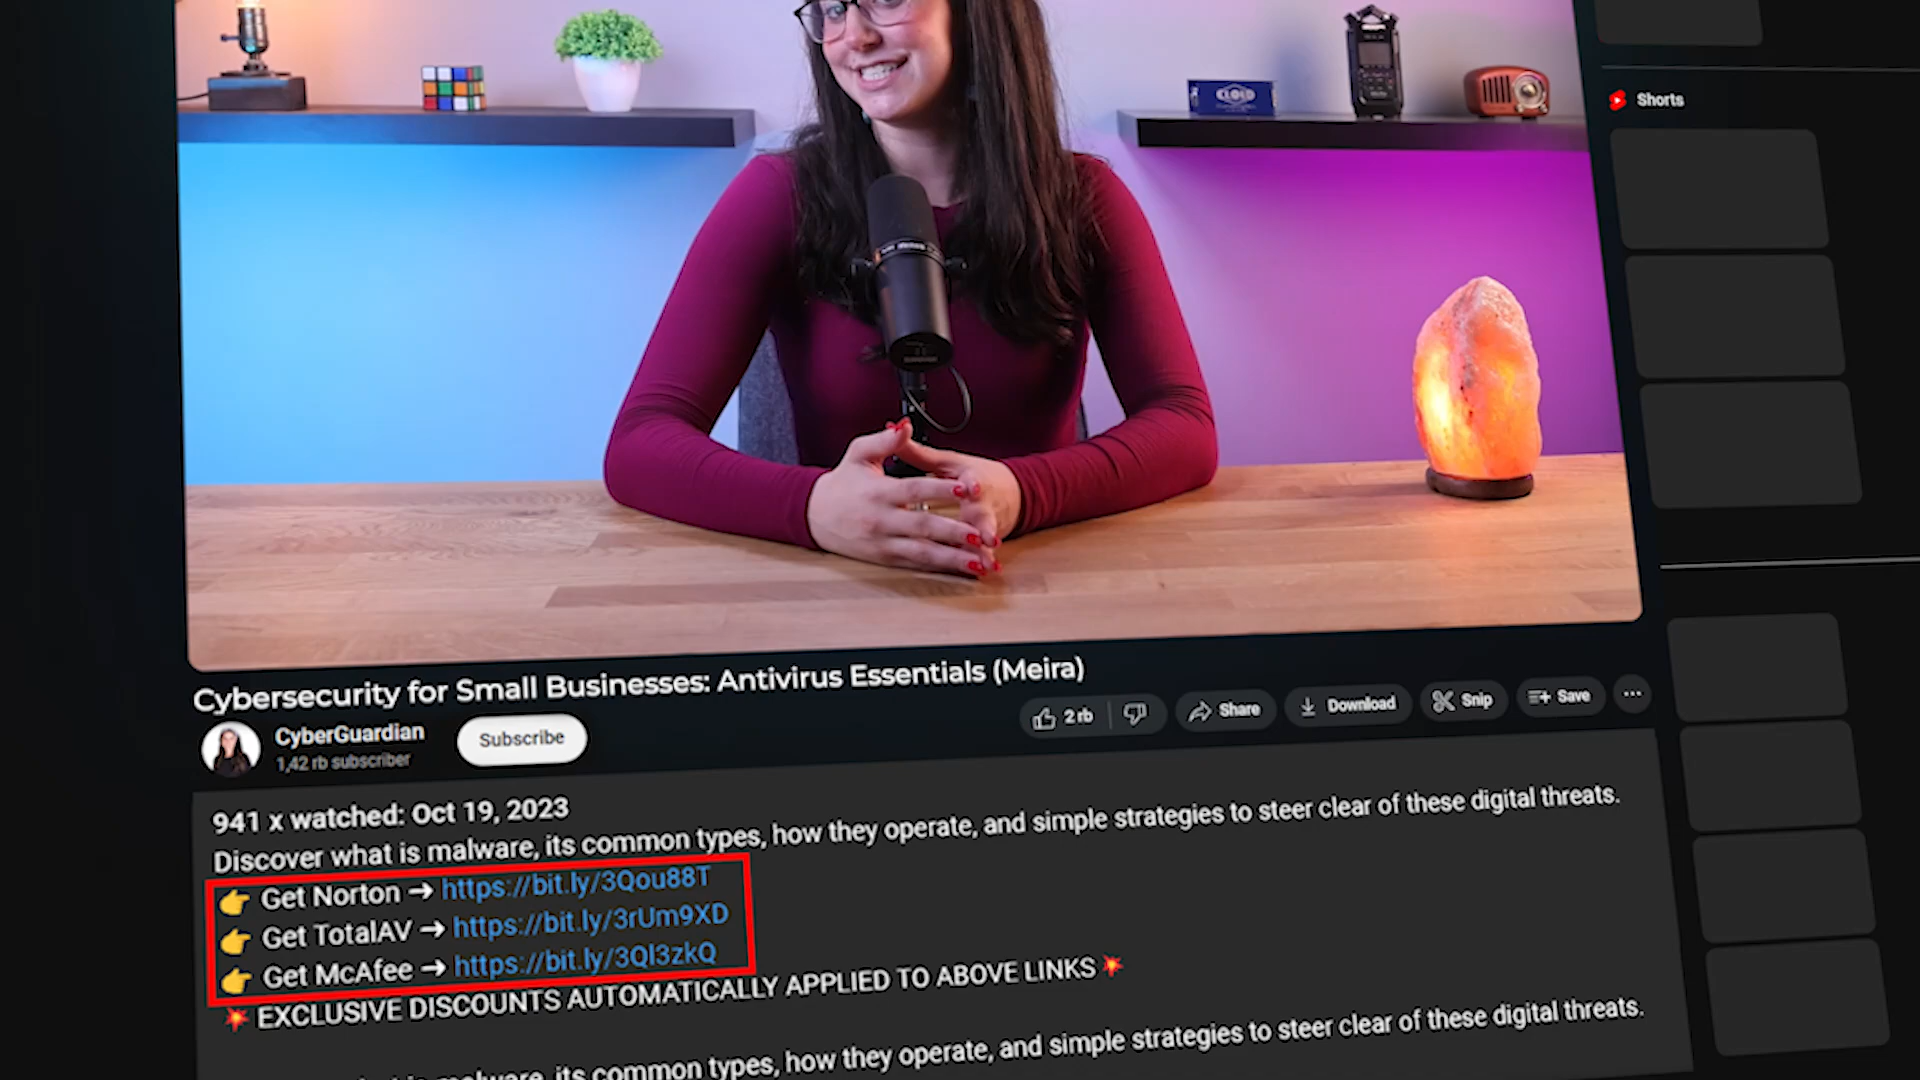 CLOUD
Shorts
Cybersecurity for Small Businesses: Antivirus Essentials (Meira)
CyberGuardian
1,42 rb subscriber
Subscribe
2 rb
Share
Download
Snip
Save
941 x watched: Oct 19, 2023
Discover what is malware, its common types, how they operate, and simple strategies to steer clear of these digital threats.
👉 Get Norton ➔ https://bit.ly/3Qou88T
👉 Get TotalAV ➔ https://bit.ly/3rUm9XD
👉 Get McAfee ➔ https://bit.ly/3Ql3zkQ
💥 EXCLUSIVE DISCOUNTS AUTOMATICALLY APPLIED TO ABOVE LINKS 💥
is malware, its common types, how they operate, and simple strategies to steer clear of these digital threats.